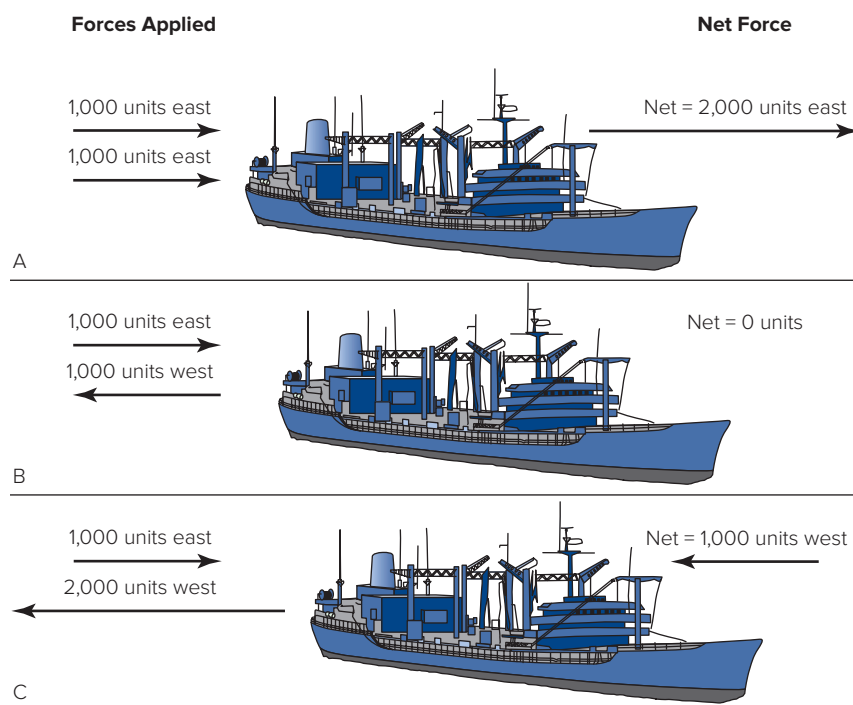 Forces Applied
Net Force
1,000 units east
1,000 units east
Net = 2,000 units east
A
1,000 units east
1,000 units west
Net = 0 units
B
1,000 units east
2,000 units west
Net = 1,000 units west
C